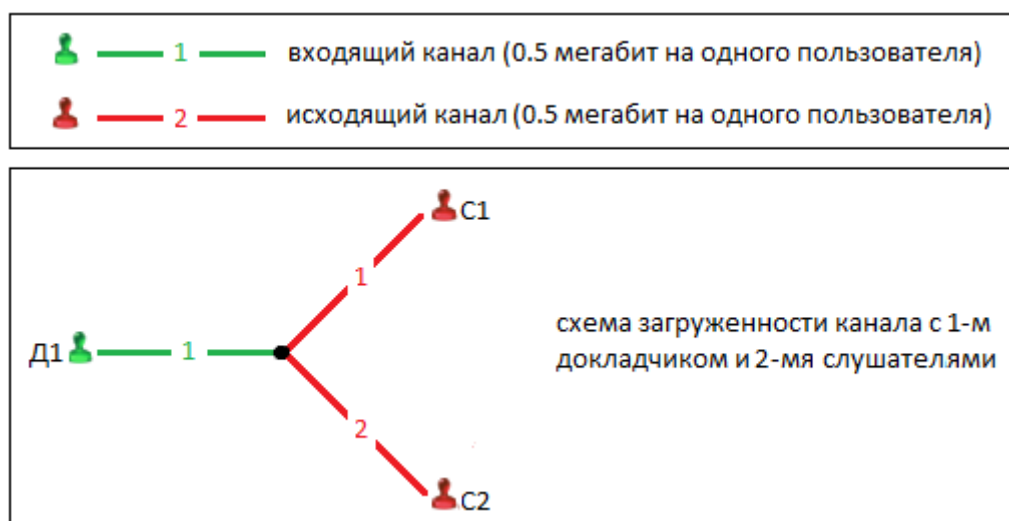 1 входящий канал (0.5 мегабит на одного пользователя)
2 исходящий канал (0.5 мегабит на одного пользователя)
С1
1
схема загруженности канала с 1-м
Д1 1
докладчиком и 2-мя слушателями
2
С2